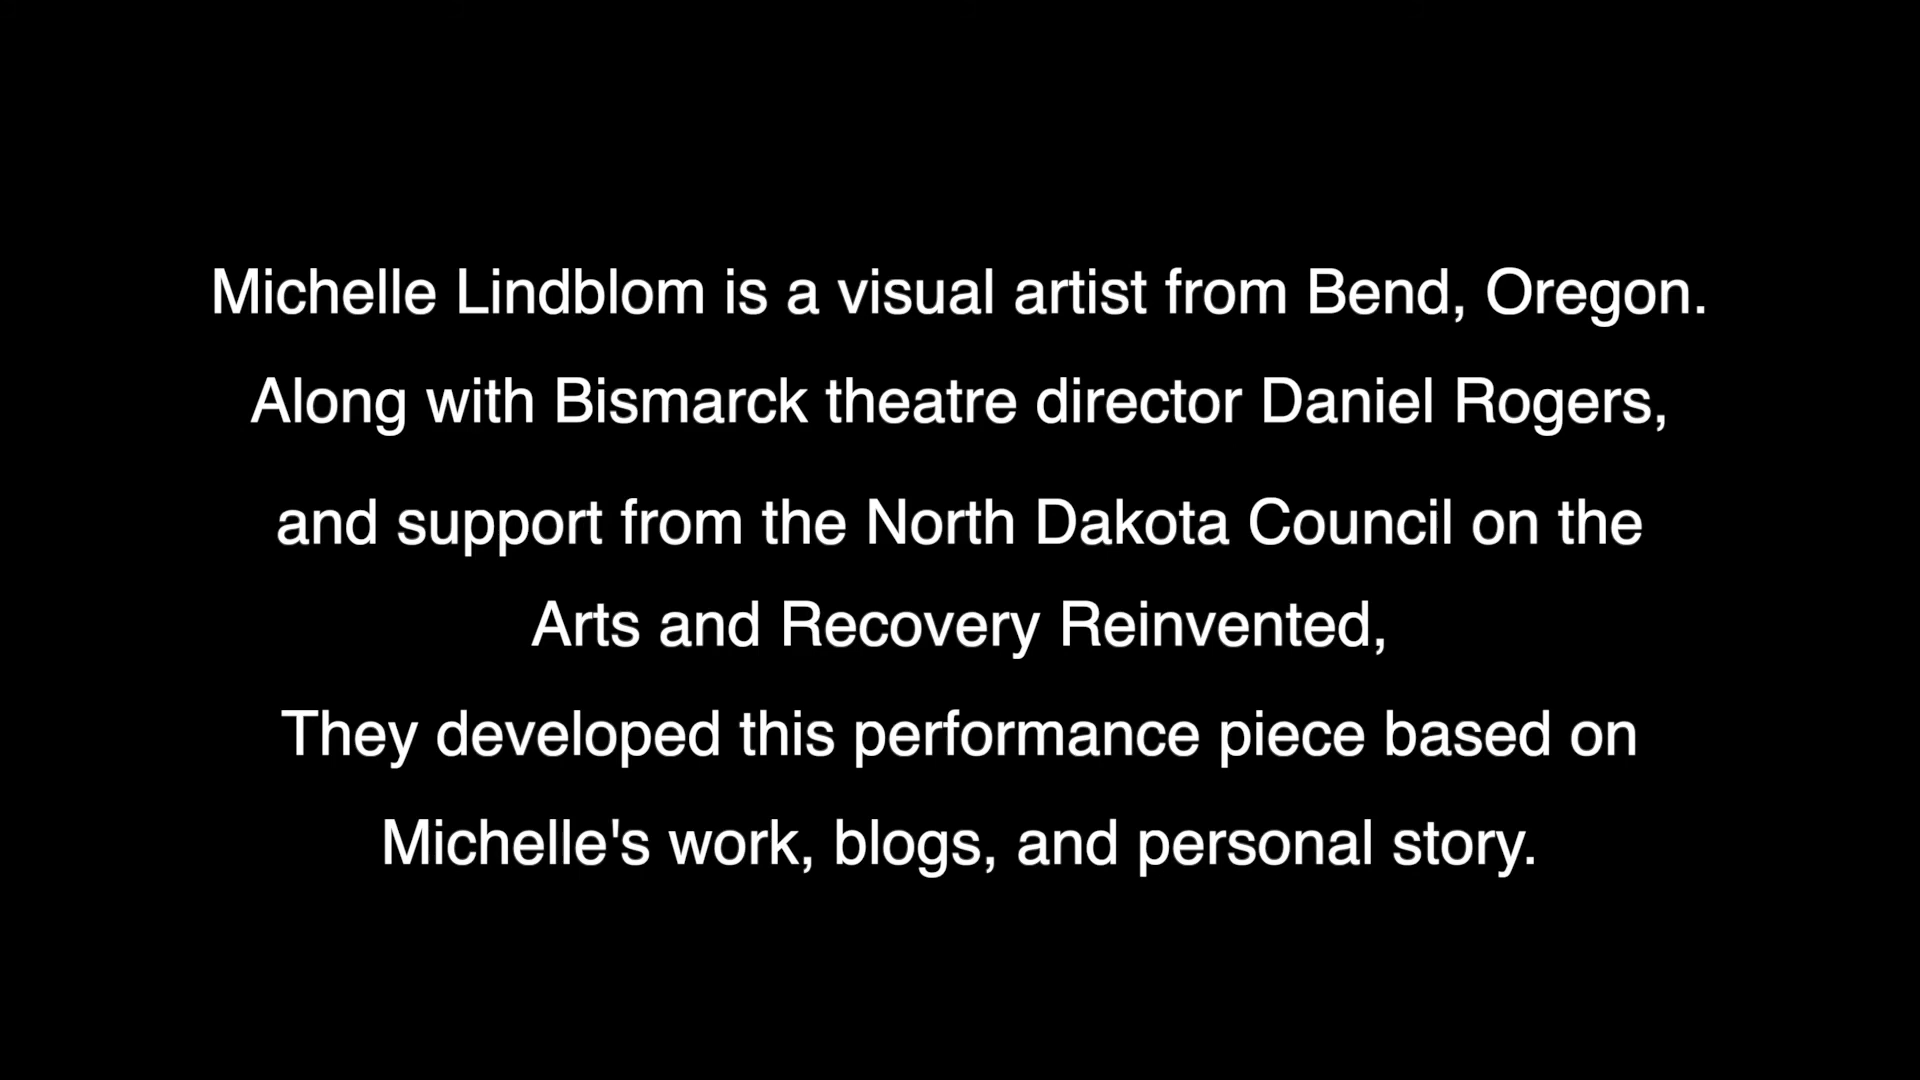 Michelle Lindblom is a visual artist from Bend, Oregon.
Along with Bismarck theatre director Daniel Rogers,
and support from the North Dakota Council on the
Arts and Recovery Reinvented,
They developed this performance piece based on
Michelle's work, blogs, and personal story.